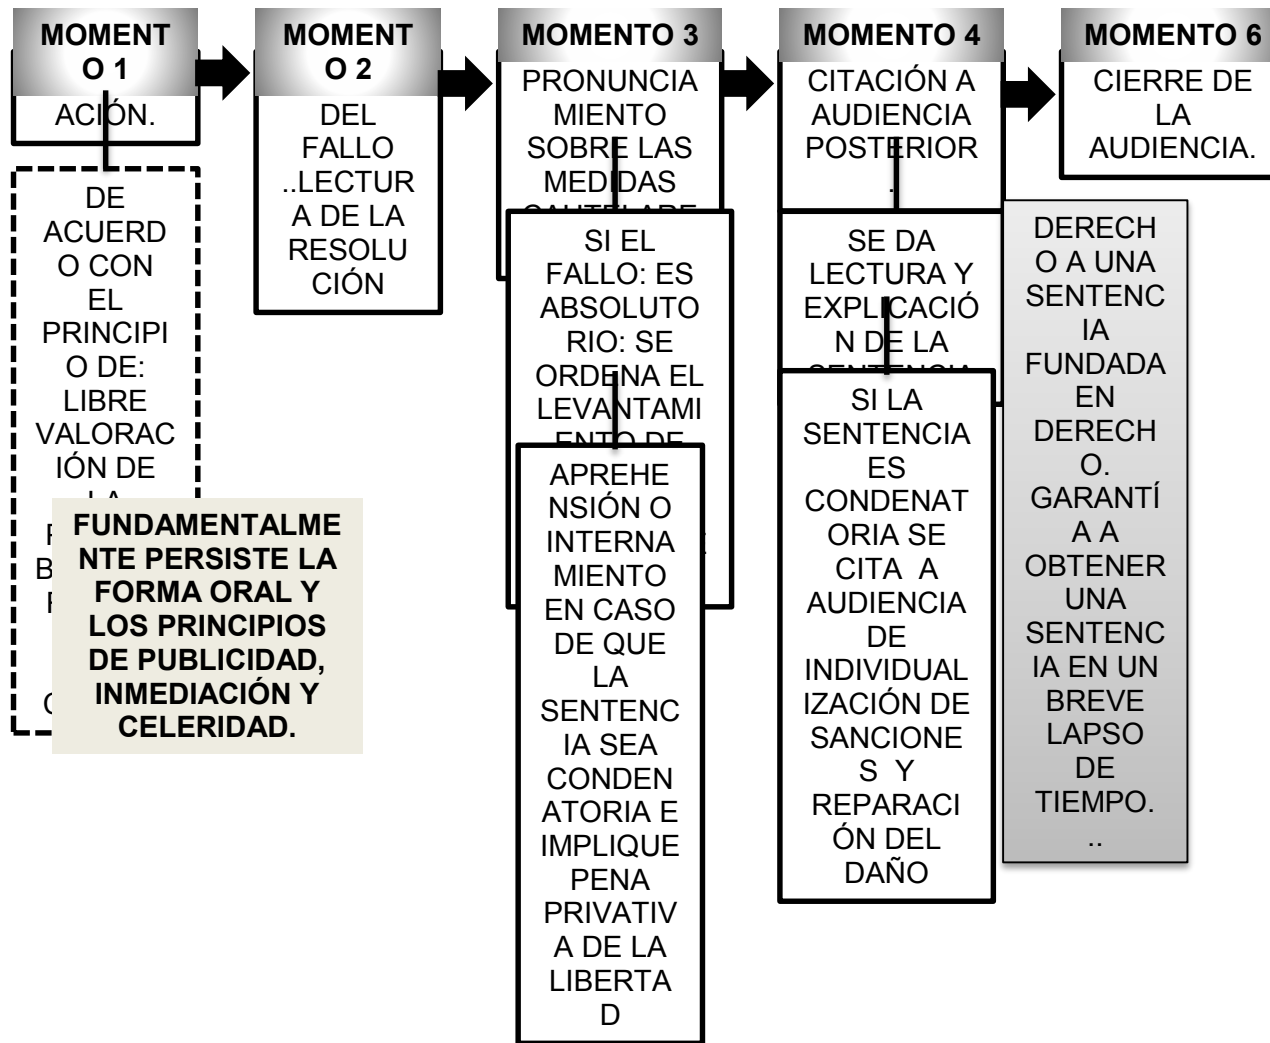 MOMENT
O 1
ACIÓN.
DE
ACUERD
O CON
EL
PRINCIPI
O DE:
LIBRE
VALORAC
IÓN DE
LA
FUNDAMENTALME
NTE PERSISTE LA
FORMA ORAL Y
LOS PRINCIPIOS
DE PUBLICIDAD,
INMEDIACIÓN Y
CELERIDAD.
MOMENT
O 2
DEL
FALLO
..LECTUR
A DE LA
RESOLU
CIÓN
MOMENTO 3
PRONUNCIA
MIENTO
SOBRE LAS
MEDIDAS
CAUTELARE
SI EL
FALLO: ES
ABSOLUTO
RIO: SE
ORDENA EL
LEVANTAMI
ENTO DE
APREHE
NSIÓN O
INTERNA
MIENTO
EN CASO
DE QUE
LA
SENTENC
IA SEA
CONDEN
ATORIA E
IMPLIQUE
PENA
PRIVATIV
A DE LA
LIBERTA
D
MOMENTO 4
CITACIÓN A
AUDIENCIA
POSTERIOR
.
SE DA
LECTURA Y
EXPLICACIÓ
N DE LA
SENTENCIA
SI LA
SENTENCIA
ES
CONDENAT
ORIA SE
CITA A
AUDIENCIA
DE
INDIVIDUAL
IZACIÓN DE
SANCIONE
S Y
REPARACI
ÓN DEL
DAÑO
MOMENTO 6
CIERRE DE
LA
AUDIENCIA.
DERECH
O A UNA
SENTENC
IA
FUNDADA
EN
DERECH
O.
GARANTÍ
A A
OBTENER
UNA
SENTENC
IA EN UN
BREVE
LAPSO
DE
TIEMPO.
..